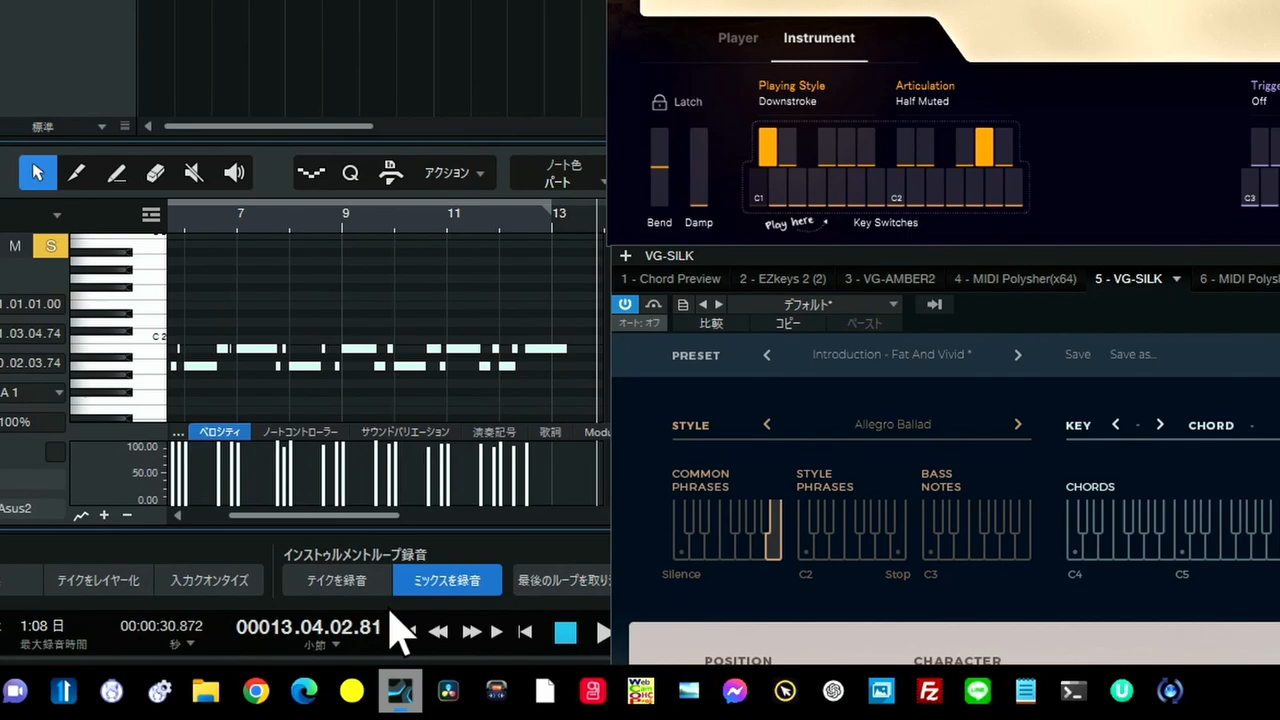 標準
アクション
ノート色
パート
7
9
11
13
M
S
1.01.01.00
1.03.04.74
0.02.03.74
A 1
100%
C 2
ベロシティ
ノートコントローラー
サウンドバリエーション
演奏記号
歌詞
Modu
100.00
50.00
0.00
Asus2
インストゥルメントループ録音
テイクをレイヤー化
入力クオンタイズ
テイクを録音
ミックスを録音
最後のループを取り消
1:08 日
最大録音時間
00:00:30.872
秒
00013.04.02.81
小節
Player
Instrument
Latch
Playing Style
Downstroke
Articulation
Half Muted
Trigge
Off
C1
C2
C3
Bend
Damp
Play here
Key Switches
VG-SILK
1 - Chord Preview
2 - EZkeys 2 (2)
3 - VG-AMBER2
4 - MIDI Polysher(x64)
5 - VG-SILK
6 - MIDI Polysh
デフォルト*
オート: オフ
比較
コピー
ペースト
PRESET
Introduction - Fat And Vivid *
Save
Save as...
STYLE
Allegro Ballad
KEY
-
CHORD
-
COMMON
PHRASES
STYLE
PHRASES
BASS
NOTES
CHORDS
Silence
C2
Stop
C3
C4
C5
POSITION
CHARACTER